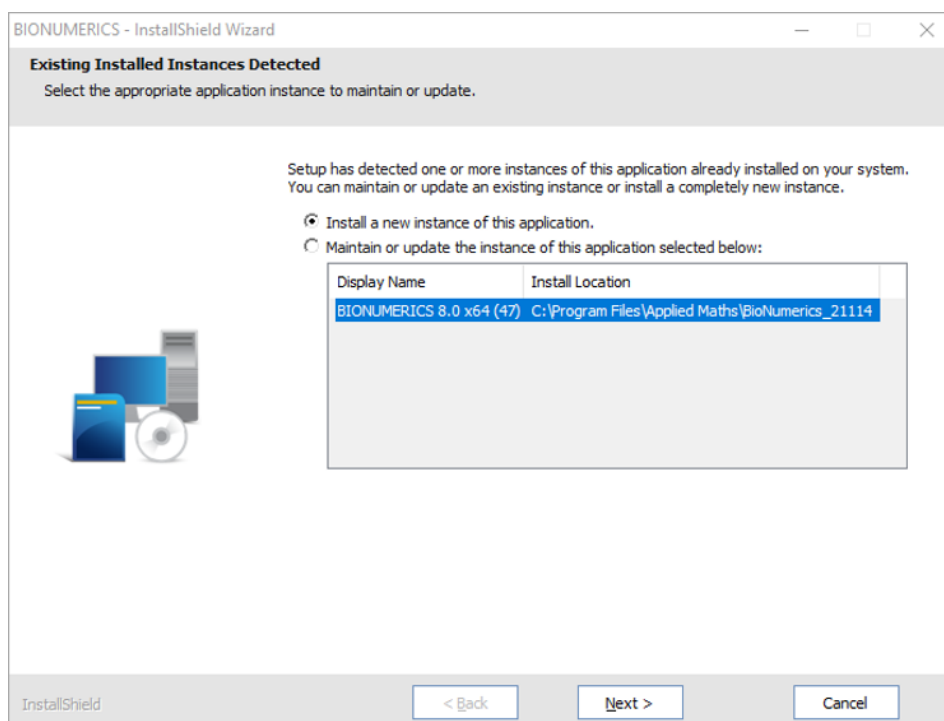 BIONUMERICS - InstallShield Wizard
Existing Installed Instances Detected
Select the appropriate application instance to maintain or update.
Setup has detected one or more instances of this application already installed on your system.
You can maintain or update an existing instance or install a completely new instance.
Install a new instance of this application.
Maintain or update the instance of this application selected below:
Display Name Install Location
BIONUMERICS 8.0 x64 (47) C:\Program Files\Applied Maths\BioNumerics_21114
InstallShield < Back Next > Cancel